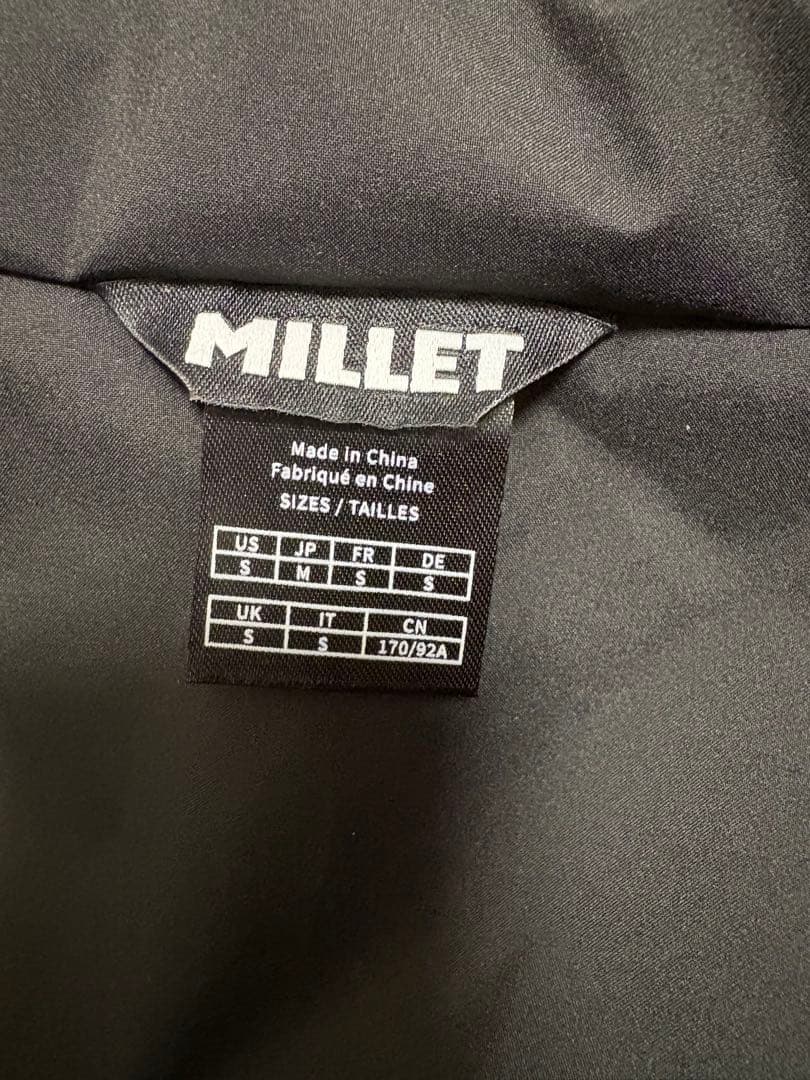 MILLET
Made in China
Fabriqué en Chine
SIZES / TAILLES
US JP FR DE
S M S S
UK IT CN
S S 170/92A